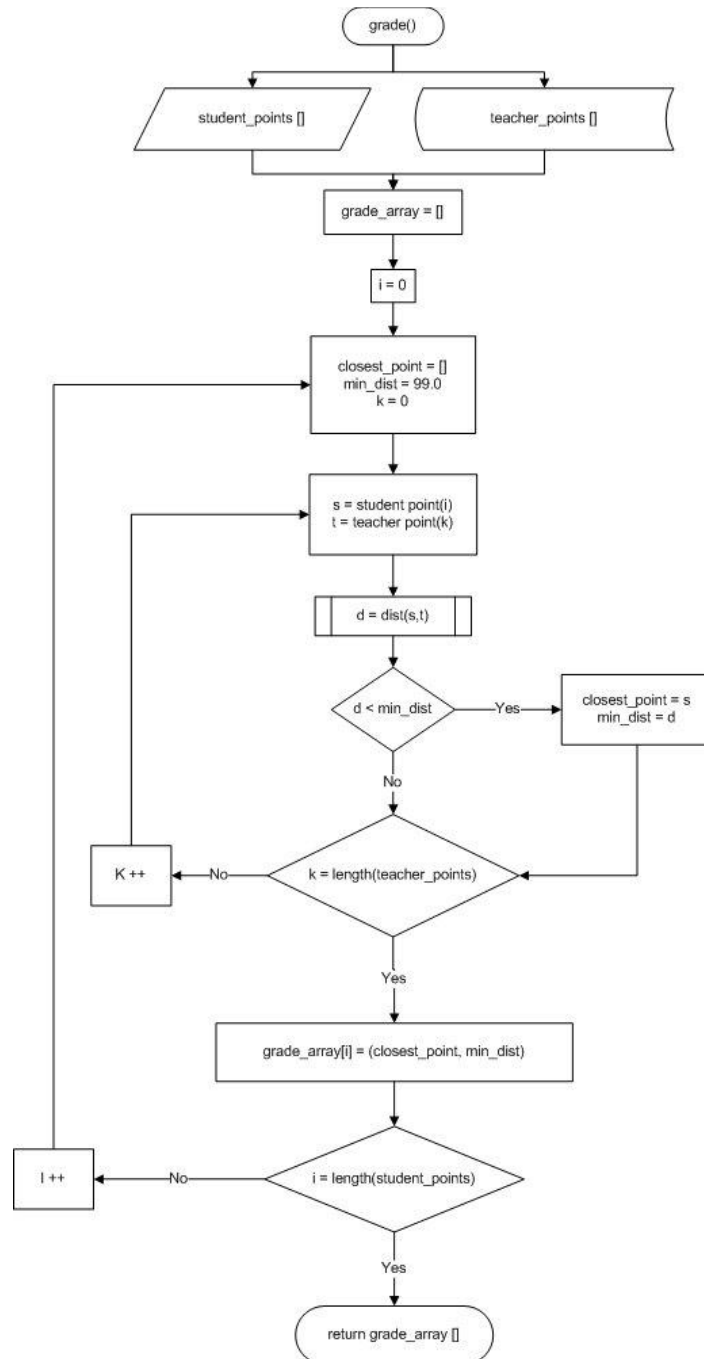 grade()
student_points []
teacher_points []
grade_array = []
i = 0
closest_point = []
min_dist = 99.0
k = 0
s = student point(i)
t = teacher point(k)
d = dist(s,t)
d < min_dist
Yes
closest_point = s
min_dist = d
No
k = length(teacher_points)
No
K ++
Yes
grade_array[i] = (closest_point, min_dist)
i = length(student_points)
No
I ++
Yes
return grade_array []